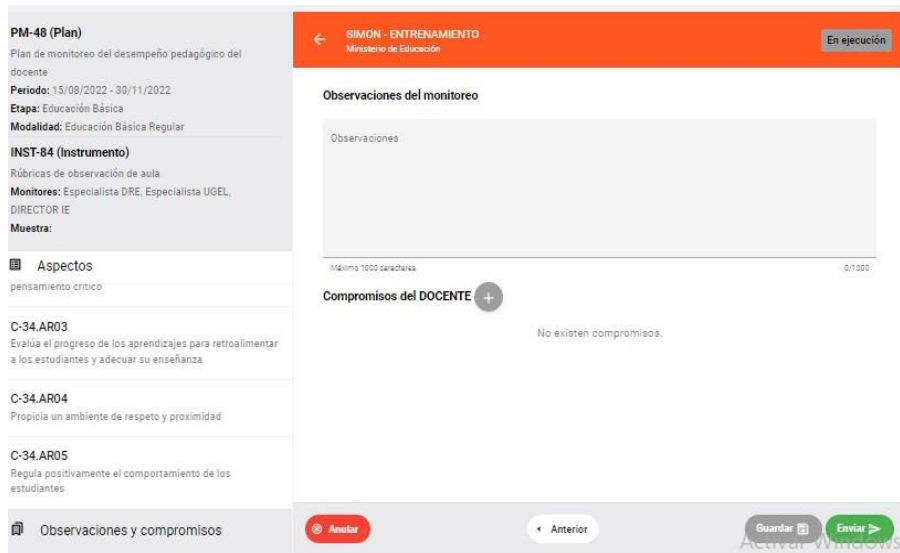 PM-48 (Plan)
Plan de monitoreo del desempeño pedagógico del
docente
Periodo: 15/08/2022 - 30/11/2022
Etapa: Educación Básica
Modalidad: Educación Básica Regular
INST-84 (Instrumento)
Rúbricas de observación de aula
Monitores: Especialista DRE, Especialista UGEL,
DIRECTOR IE
Muestra:
Aspectos
pensamiento crítico
C-34.AR03
Evalúa el progreso de los aprendizajes para retroalimentar
a los estudiantes y adecuar su enseñanza
C-34.AR04
Propicia un ambiente de respeto y proximidad
C-34.AR05
Regula positivamente el comportamiento de los
estudiantes
Observaciones y compromisos
SIMON - ENTRENAMIENTO
Ministerio de Educación
En ejecución
Observaciones del monitoreo
Observaciones
Máximo 1000 caracteres
0/1000
Compromisos del DOCENTE +
No existen compromisos.
Anular
Anterior
Guardar
Enviar
Activar Windows